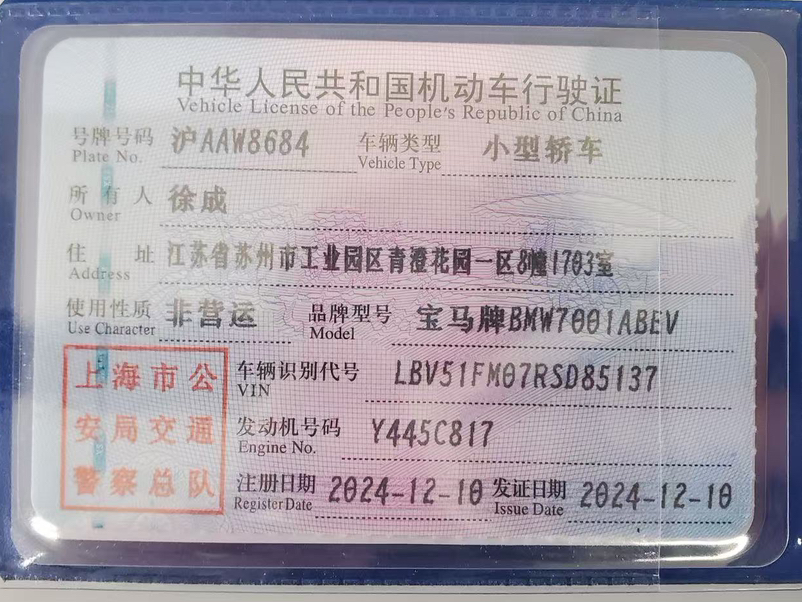 中华人民共和国机动车行驶证
Vehicle License of the People's Republic of China
号牌号码 沪AAW8684 车辆类型 小型轿车
Plate No. Vehicle Type
所有人 徐成
Owner
住址 江苏省苏州市工业园区青澄花园一区8幢1703室
Address
使用性质 非营运 品牌型号 宝马牌BMW7001ABEV
Use Character Model
上海市公
安局交通
警察总队
车辆识别代号 LBV51FM07RSD85137
VIN
发动机号码 Y445C817
Engine No.
注册日期 2024-12-10 发证日期 2024-12-10
Register Date Issue Date